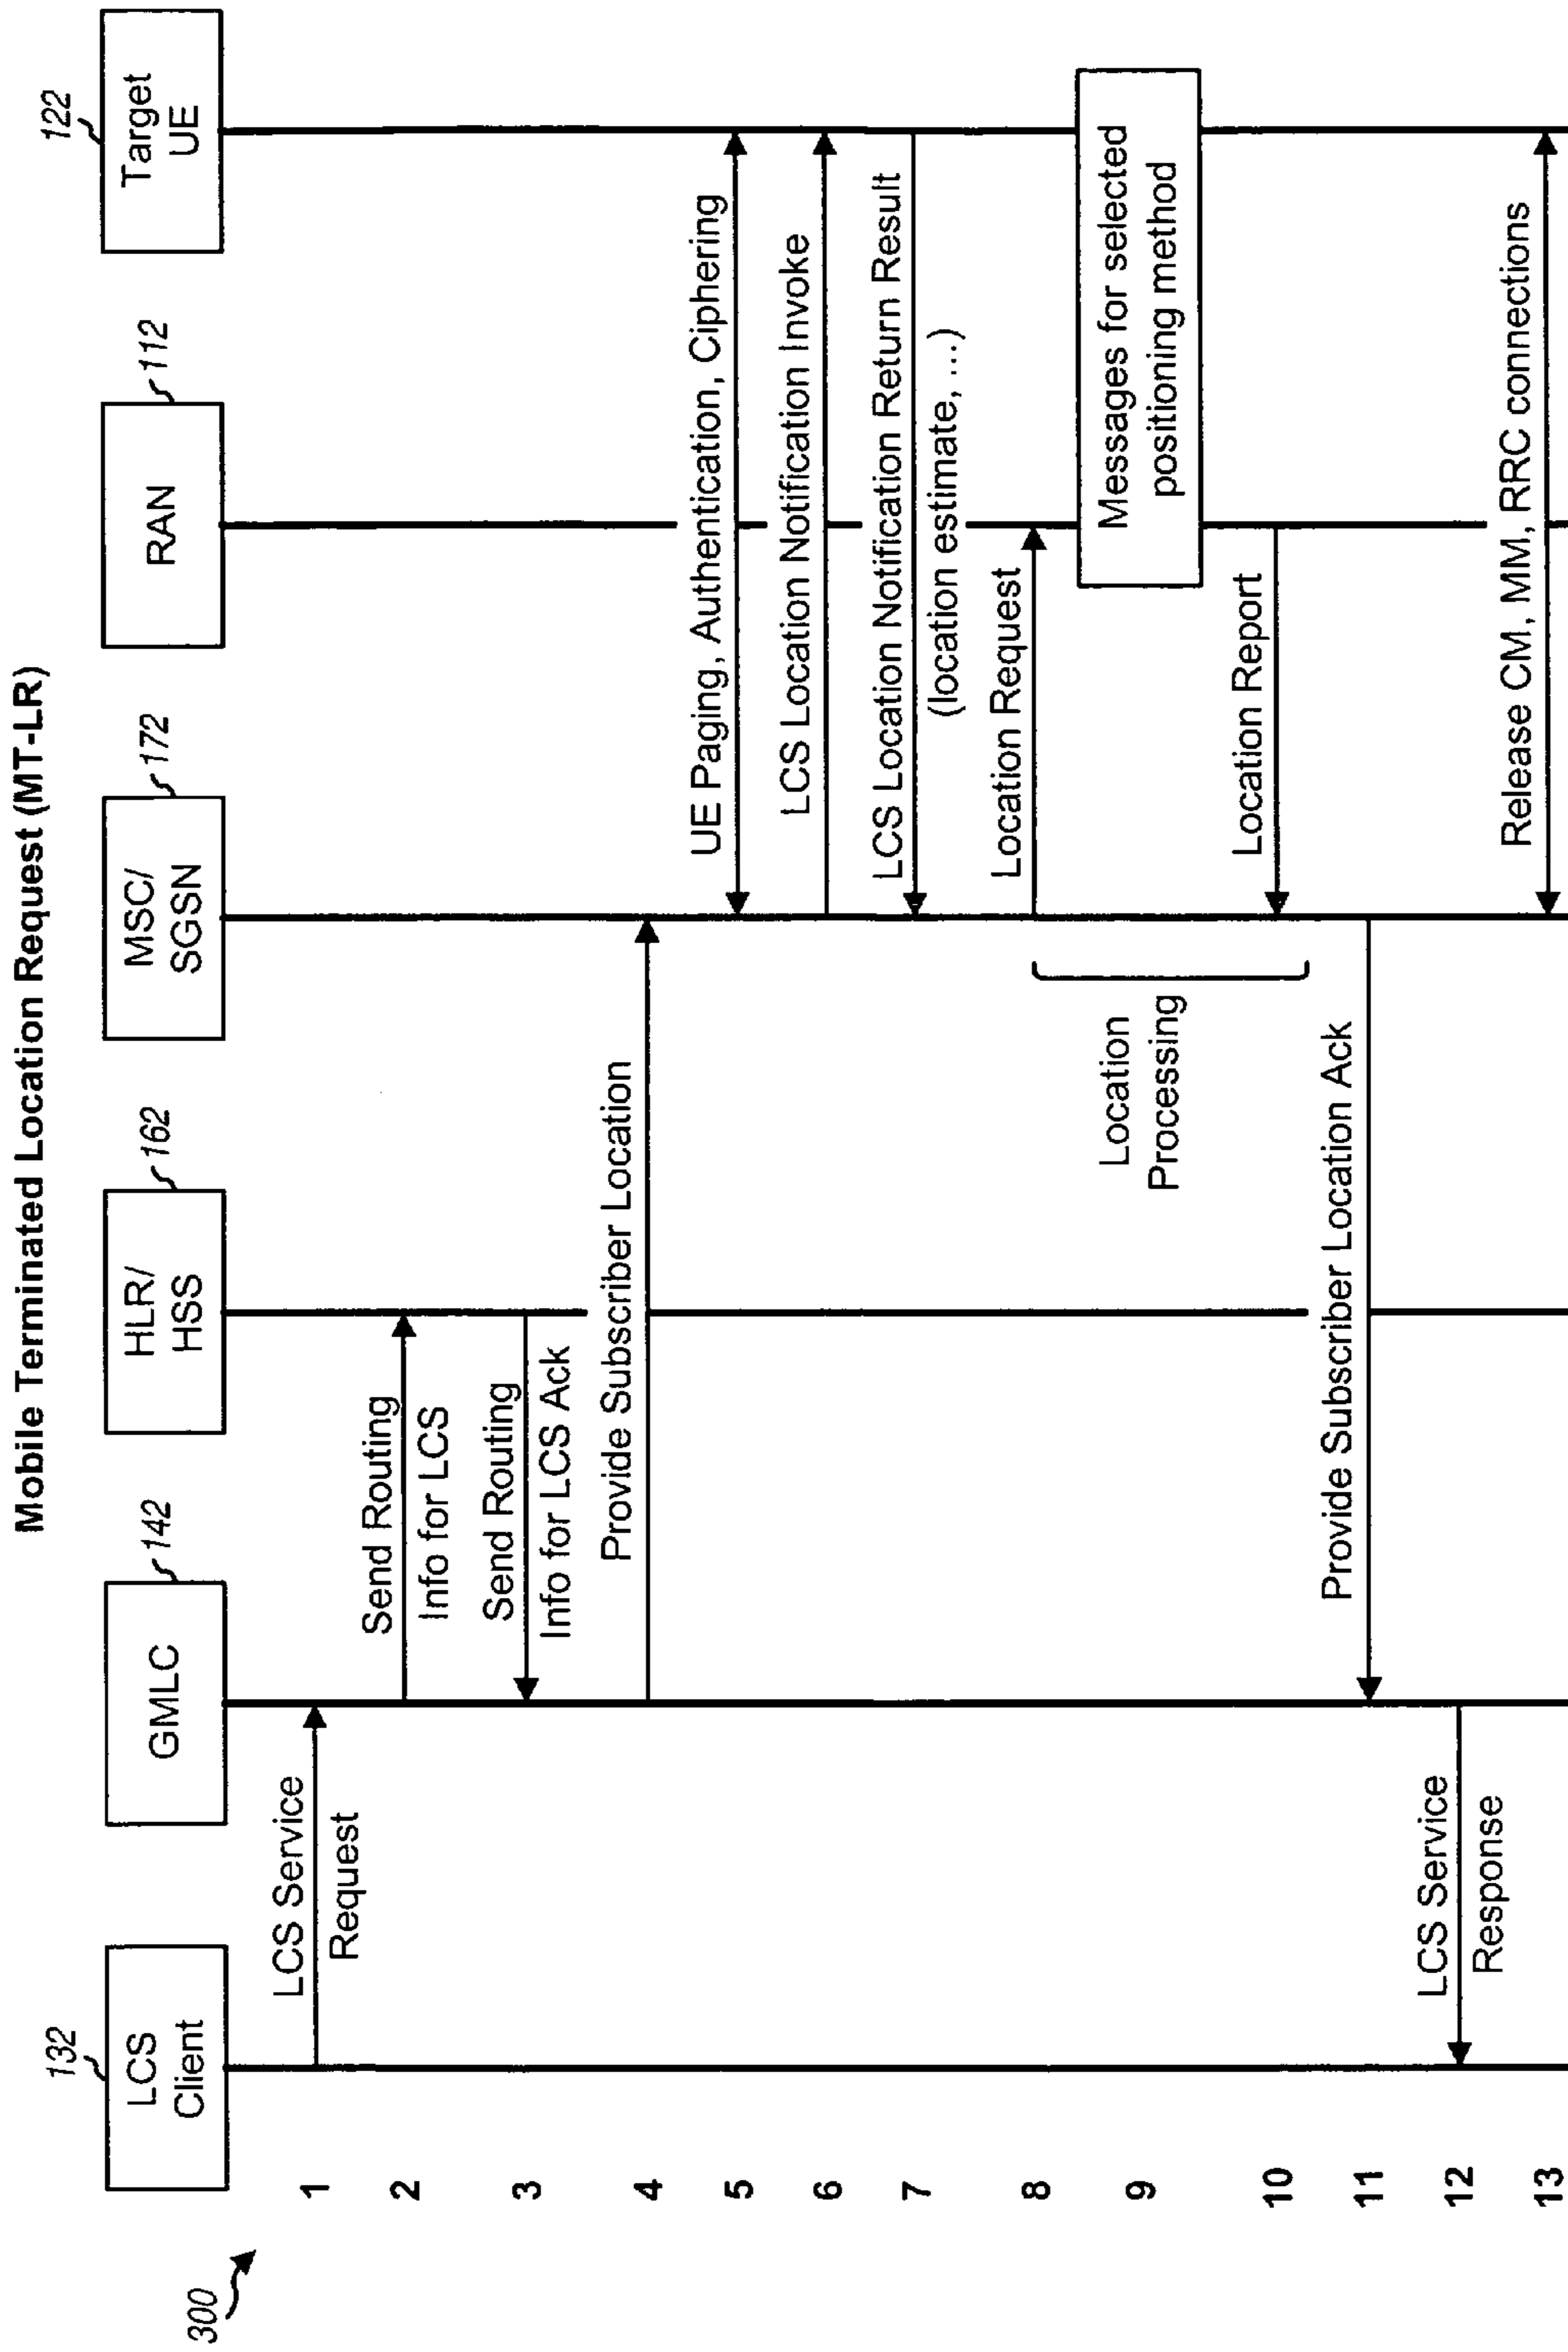 Mobile Terminated Location Request (MT-LR)
300
132
142
162
172
112
122
LCS
Client
GMLC
HLR/
HSS
MSC/
SGSN
RAN
Target
UE
1
LCS Service
Request
2
Send Routing
Info for LCS
3
Send Routing
Info for LCS Ack
4
Provide Subscriber Location
5
UE Paging, Authentication, Ciphering
6
LCS Location Notification Invoke
7
LCS Location Notification Return Result
(location estimate, ...)
8
Location Request
9
Location
Processing
Messages for selected
positioning method
10
Location Report
11
Provide Subscriber Location Ack
12
LCS Service
Response
13
Release CM, MM, RRC connections